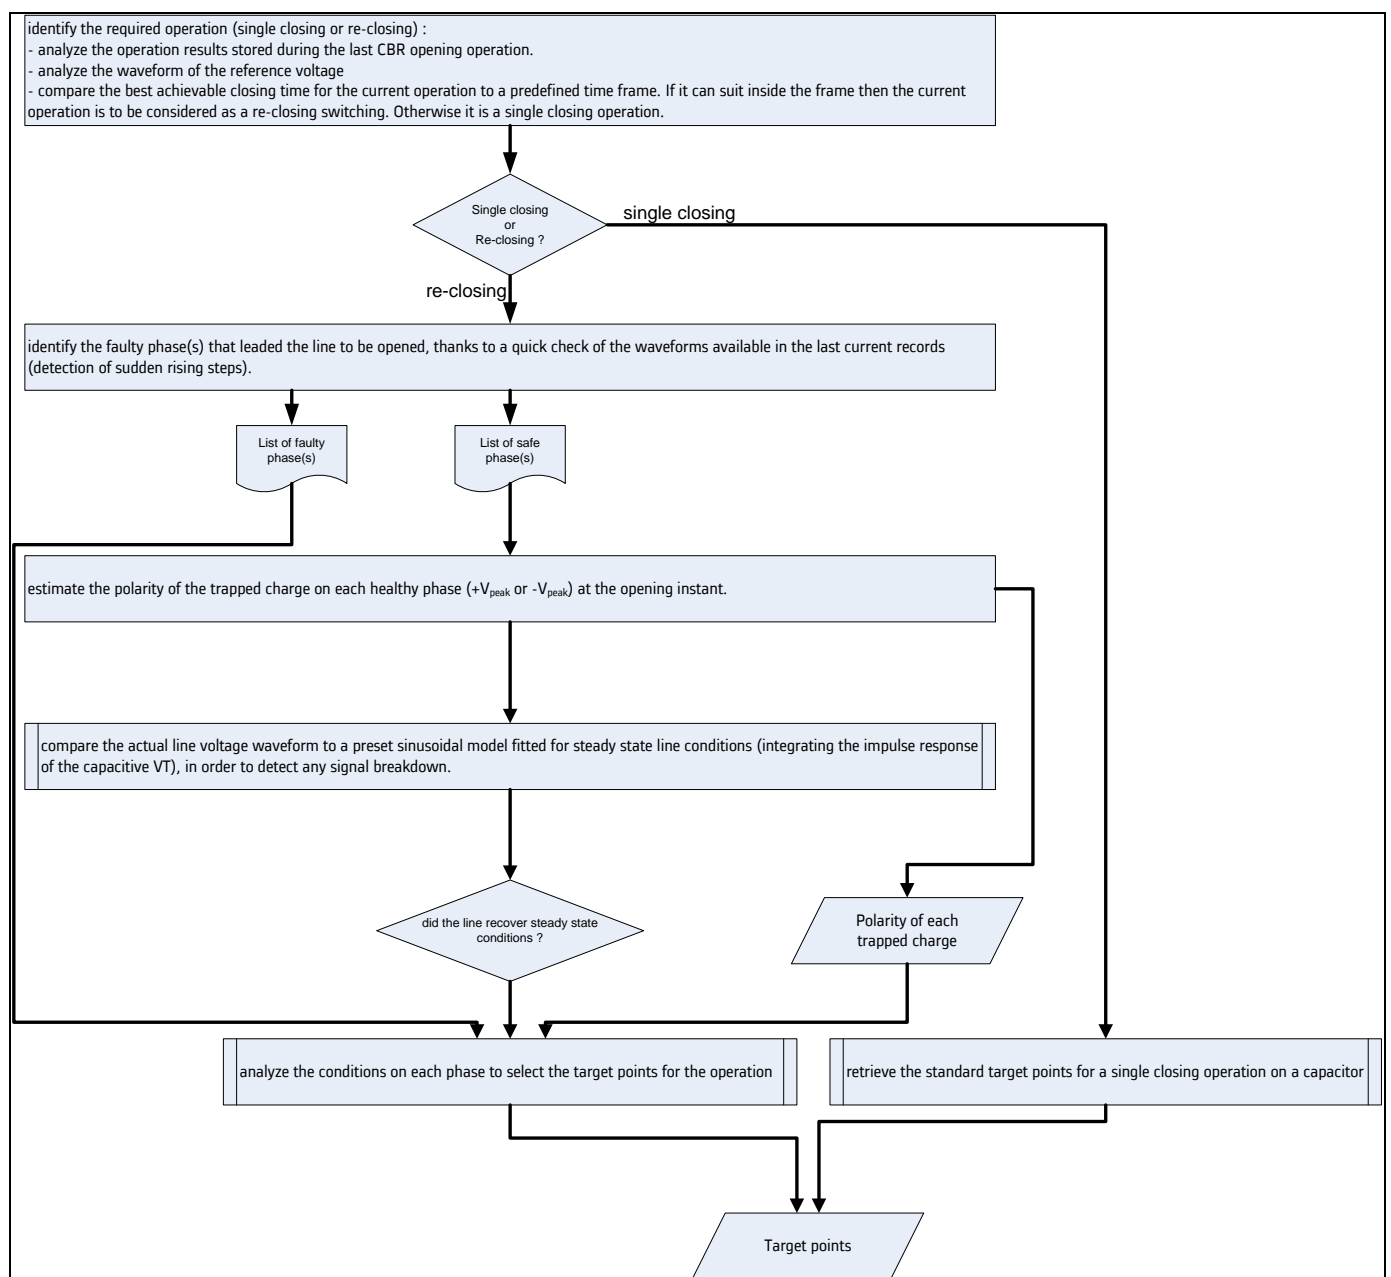 identify the required operation (single closing or re-closing) :
- analyze the operation results stored during the last CBR opening operation.
- analyze the waveform of the reference voltage
- compare the best achievable closing time for the current operation to a predefined time frame. If it can suit inside the frame then the current
operation is to be considered as a re-closing switching. Otherwise it is a single closing operation.
Single closing
or
Re-closing ?
single closing
re-closing
identify the faulty phase(s) that leaded the line to be opened, thanks to a quick check of the waveforms available in the last current records
(detection of sudden rising steps).
List of faulty
phase(s)
List of safe
phase(s)
estimate the polarity of the trapped charge on each healthy phase (+Vpeak or -Vpeak) at the opening instant.
compare the actual line voltage waveform to a preset sinusoidal model fitted for steady state line conditions (integrating the impulse response
of the capacitive VT), in order to detect any signal breakdown.
did the line recover steady state
conditions ?
Polarity of each
trapped charge
analyze the conditions on each phase to select the target points for the operation
retrieve the standard target points for a single closing operation on a capacitor
Target points